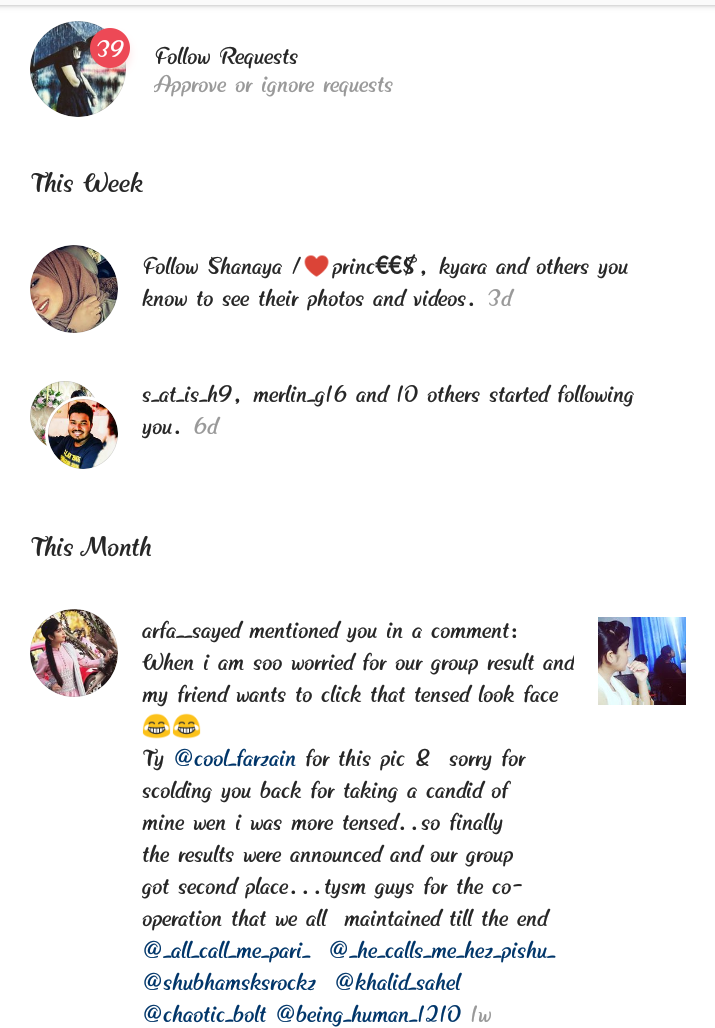 39
Follow Requests
Approve or ignore requests
This Week
Follow Shanaya /❤️princ€€$, kyara and others you
know to see their photos and videos. 3d
s_at_is_h9, merlin_g16 and 10 others started following
you. 6d
This Month
arfa__sayed mentioned you in a comment:
When i am soo worried for our group result and
my friend wants to click that tensed look face
😂😂
Ty @cool_farzain for this pic & sorry for
scolding you back for taking a candid of
mine wen i was more tensed..so finally
the results were announced and our group
got second place...tysm guys for the co-
operation that we all maintained till the end
@_all_call_me_pari_ @_he_calls_me_hez_pishu_
@shubhamsksrockz @khalid_sahel
@chaotic_bolt @being_human_1210 1w